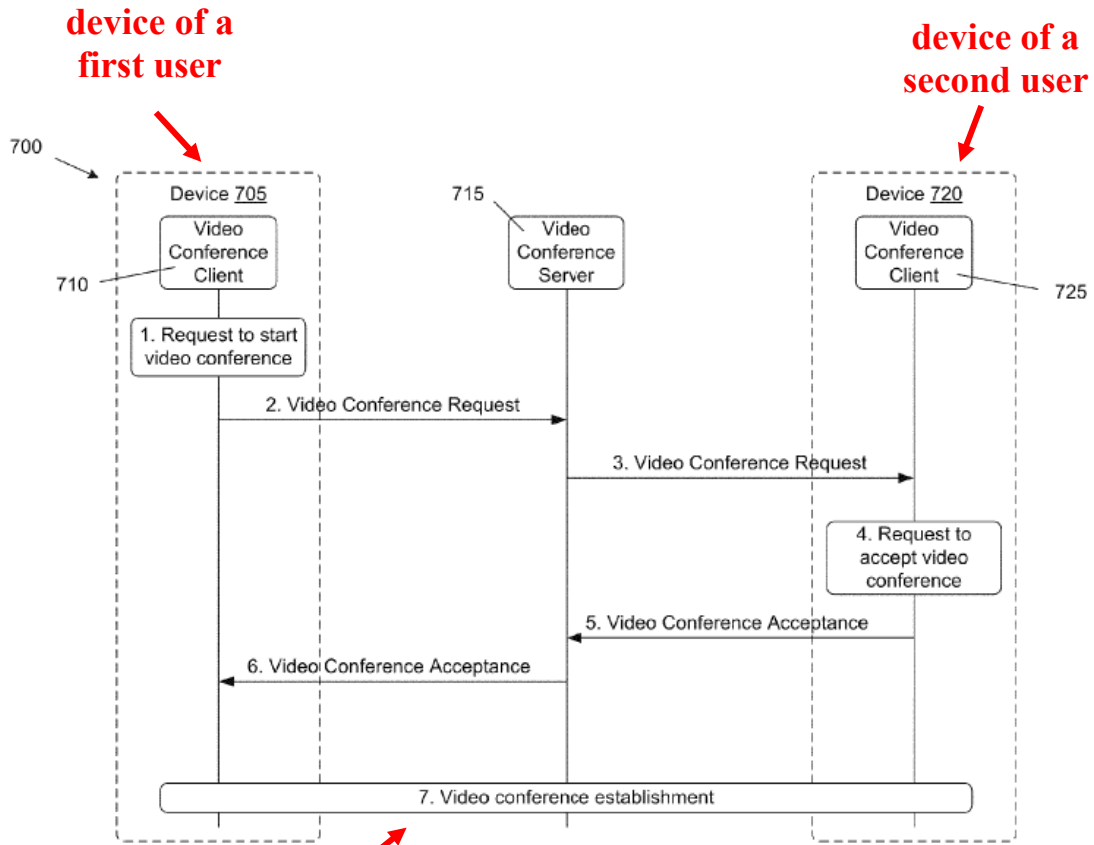 device of a
first user
device of a
second user
700
Device 705
715
Device 720
Video
Conference
Client
710
Video
Conference
Server
Video
Conference
Client
725
1. Request to start
video conference
2. Video Conference Request
3. Video Conference Request
4. Request to
accept video
conference
5. Video Conference Acceptance
6. Video Conference Acceptance
7. Video conference establishment